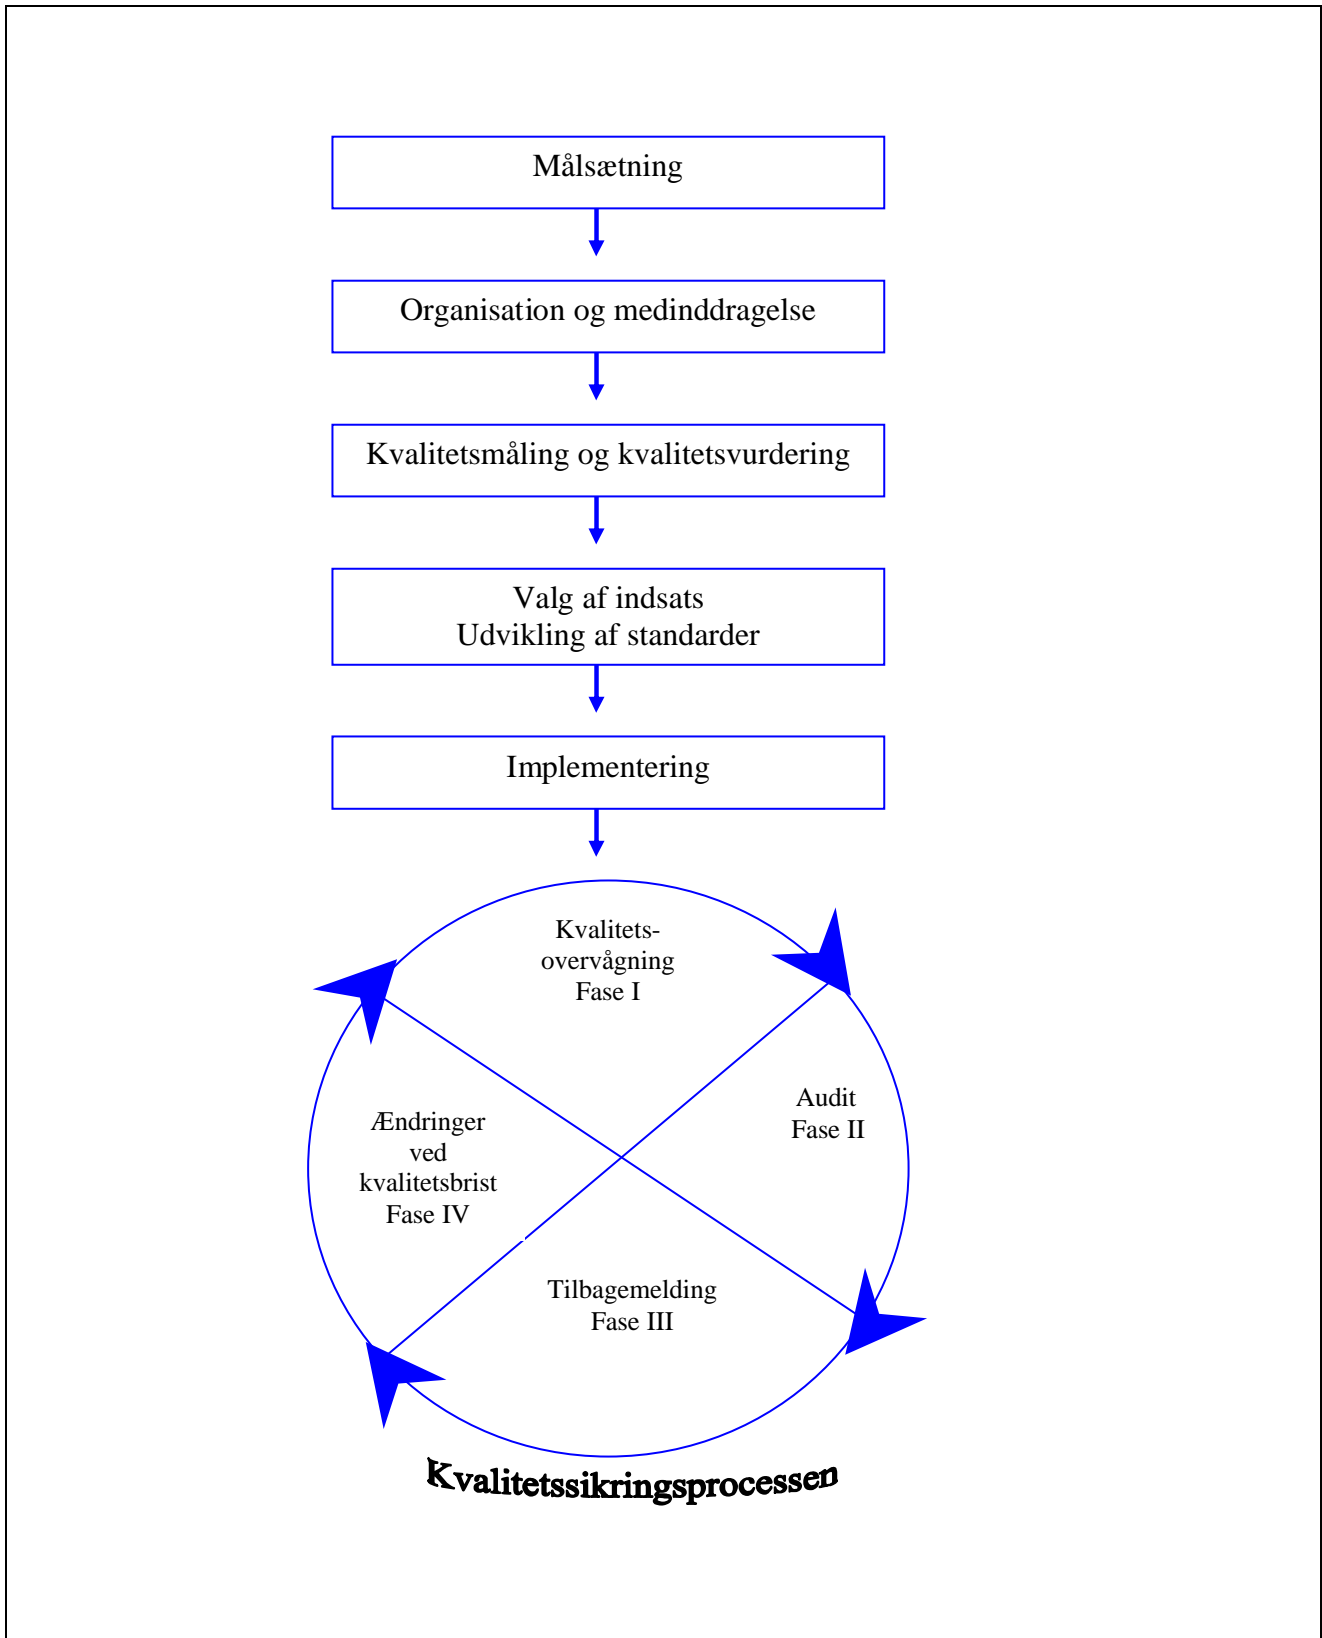 Målsætning
Organisation og medinddragelse
Kvalitetsmåling og kvalitetsvurdering
Valg af indsats
Udvikling af standarder
Implementering
Kvalitets-
overvågning
Fase I
Audit
Fase II
Tilbagemelding
Fase III
Ændringer
ved
kvalitetsbrist
Fase IV
Kvalitetssikringsprocessen